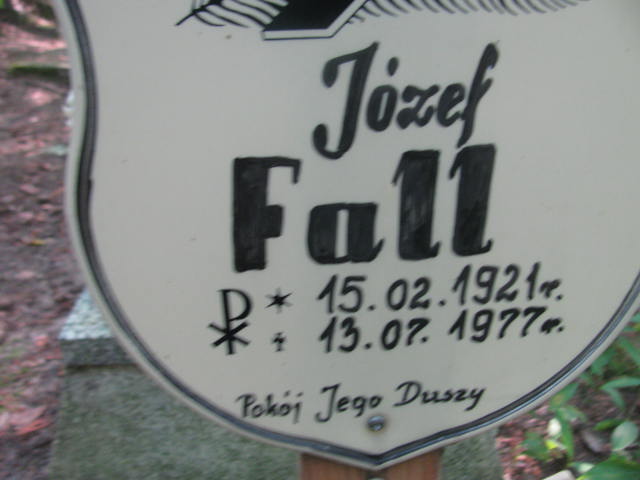 Józef
Fall
* 15.02.1921r.
✝ 13.07.1977r.
Pokój Jego Duszy